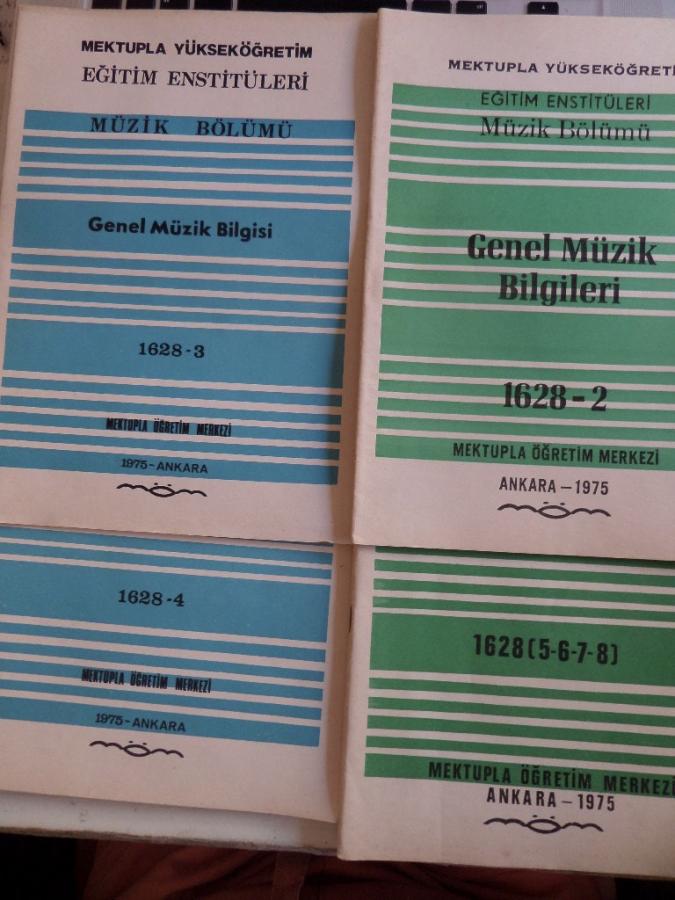 MEKTUPLA YÜKSEKÖĞRETİM
EĞİTİM ENSTİTÜLERİ
MÜZİK BÖLÜMÜ
Genel Müzik Bilgisi
1628-3
MEKTUPLA ÖĞRETİM MERKEZİ
1975-ANKARA
MEKTUPLA YÜKSEKÖĞRETİ
EĞİTİM ENSTİTÜLERİ
Müzik Bölümü
Genel Müzik
Bilgileri
1628-2
MEKTUPLA ÖĞRETİM MERKEZİ
ANKARA-1975
1628-4
MEKTUPLA ÖĞRETİM MERKEZİ
1975-ANKARA
1628(5-6-7-8)
MEKTUPLA ÖĞRETİM MERKEZİ
ANKARA-1975